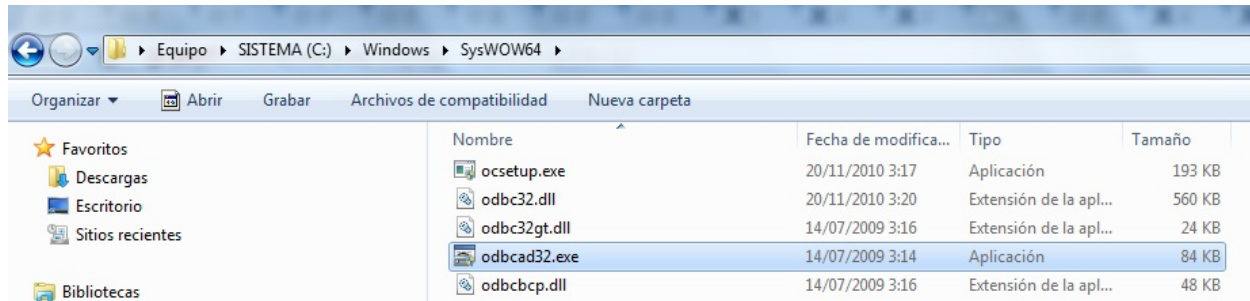 Equipo SISTEMA (C:) Windows SysWOW64
Organizar Abrir Grabar Archivos de compatibilidad Nueva carpeta
Favoritos
Descargas
Escritorio
Sitios recientes
Bibliotecas
Nombre Fecha de modifica... Tipo Tamaño
ocsetup.exe 20/11/2010 3:17 Aplicación 193 KB
odbc32.dll 20/11/2010 3:20 Extensión de la apl... 560 KB
odbc32gt.dll 14/07/2009 3:16 Extensión de la apl... 24 KB
odbcad32.exe 14/07/2009 3:14 Aplicación 84 KB
odbcbcp.dll 14/07/2009 3:16 Extensión de la apl... 48 KB